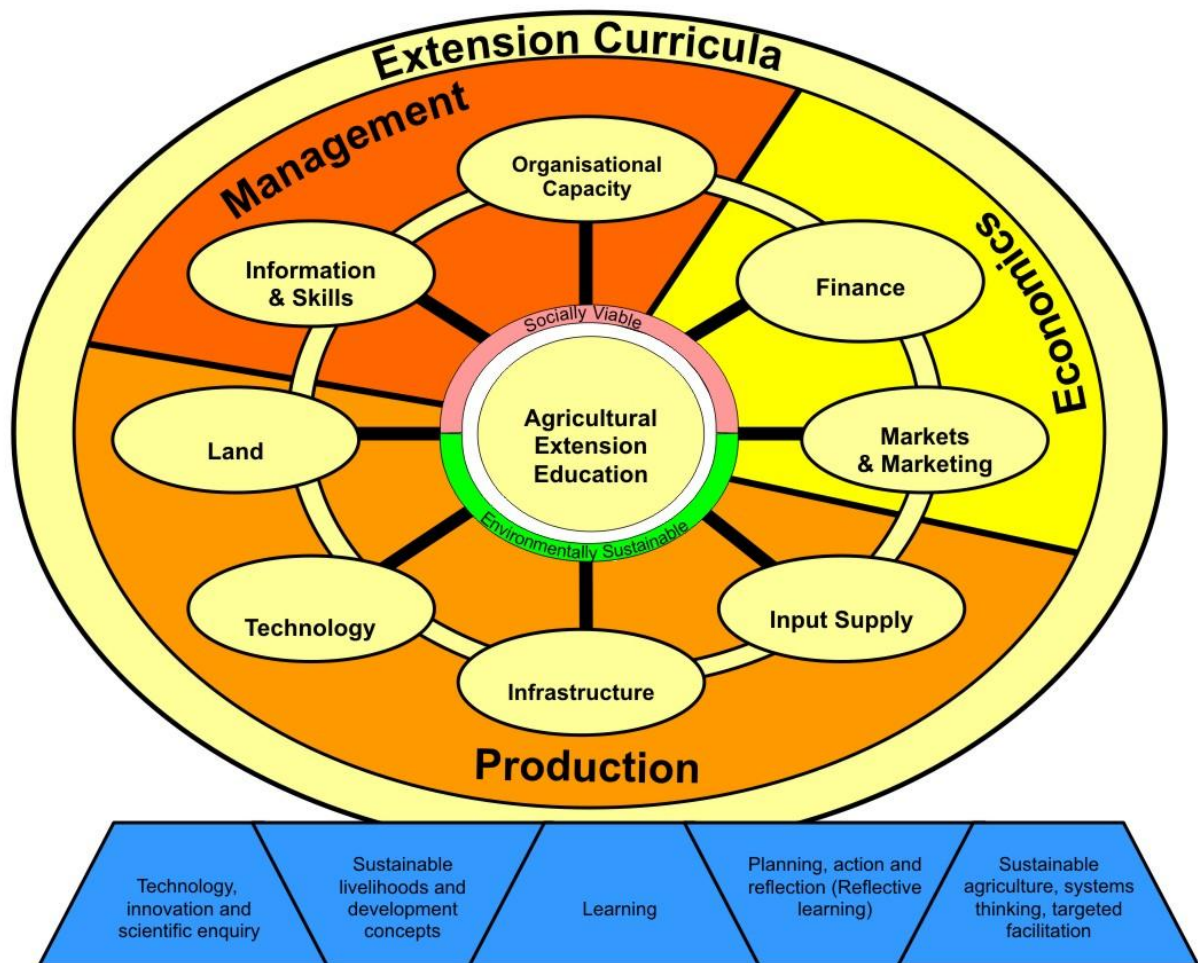 Extension Curricula
Management
Economics
Organisational
Capacity
Information
& Skills
Finance
Socially Viable
Agricultural
Extension
Education
Land
Markets
& Marketing
Environmentally Sustainable
Technology
Input Supply
Infrastructure
Production
Technology,
innovation and
scientific enquiry
Sustainable
livelihoods and
development
concepts
Learning
Planning, action and
reflection (Reflective
learning)
Sustainable
agriculture, systems
thinking, targeted
facilitation